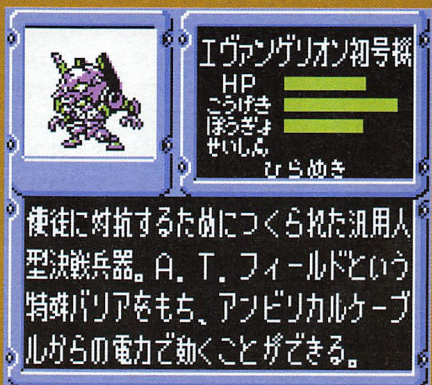 エヴァンゲリオン初号機
HP
こうげき
ぼうぎょ
せいしん
ひらめき
使徒に対抗するためにつくられた汎用人
型決戦兵器。A．T．フィールドという
特殊バリアをもち、アンビリカルケーブ
ルからの電力で動くことができる。